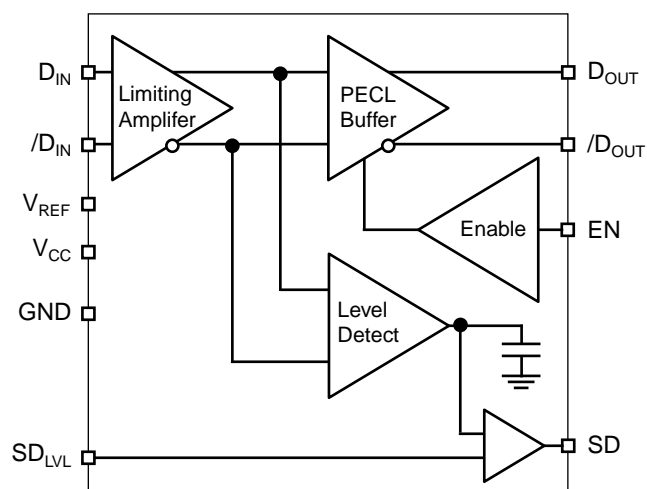 D_IN
Limiting
Amplifer
PECL
Buffer
D_OUT
/D_IN
/D_OUT
V_REF
Enable
EN
V_CC
GND
Level
Detect
SD_LVL
SD